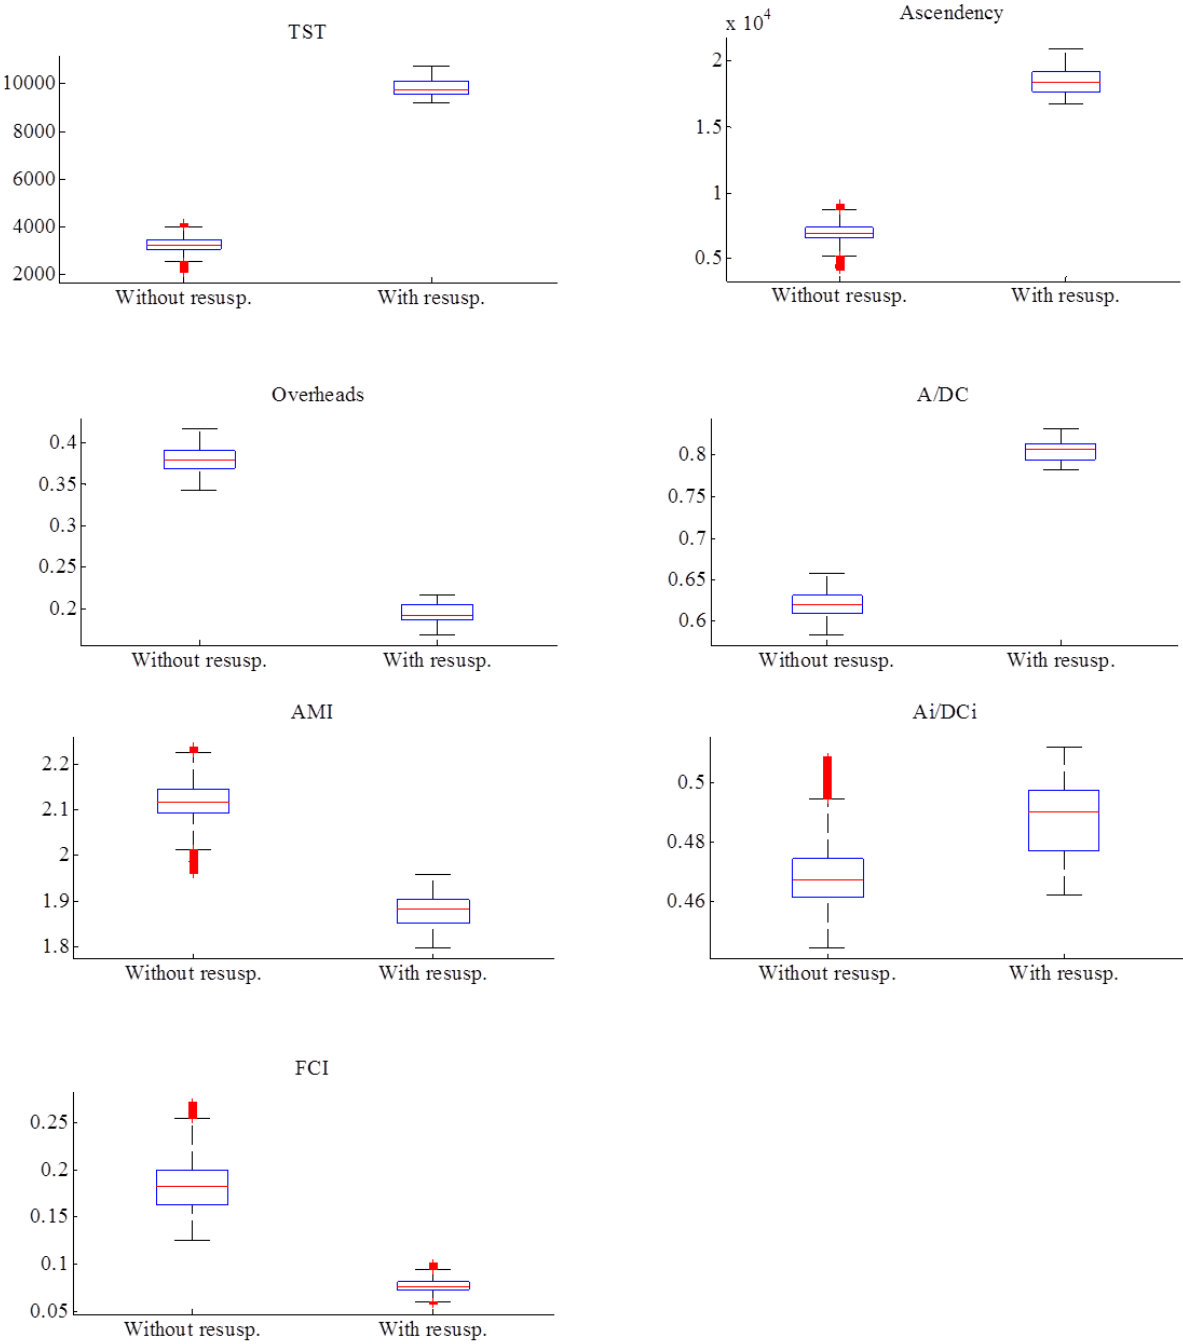 TST
10000
8000
6000
4000
2000
Without resusp. With resusp.
x 10^4
Ascendency
2
1.5
1
0.5
Without resusp. With resusp.
Overheads
0.4
0.35
0.3
0.25
0.2
Without resusp. With resusp.
A/DC
0.8
0.75
0.7
0.65
0.6
Without resusp. With resusp.
AMI
2.2
2.1
2
1.9
1.8
Without resusp. With resusp.
Ai/DCi
0.5
0.48
0.46
Without resusp. With resusp.
FCI
0.25
0.2
0.15
0.1
0.05
Without resusp. With resusp.